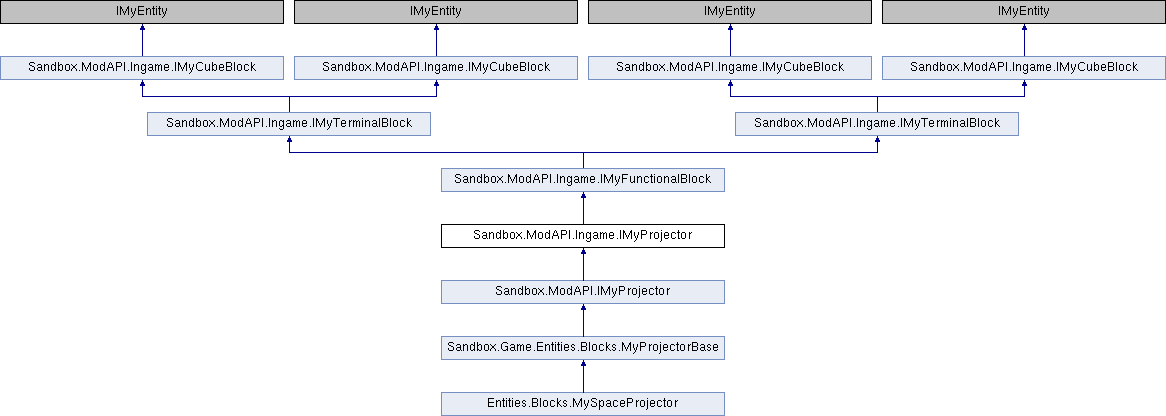 IMyEntity
IMyEntity
IMyEntity
IMyEntity
Sandbox.ModAPI.Ingame.IMyCubeBlock
Sandbox.ModAPI.Ingame.IMyCubeBlock
Sandbox.ModAPI.Ingame.IMyCubeBlock
Sandbox.ModAPI.Ingame.IMyCubeBlock
Sandbox.ModAPI.Ingame.IMyTerminalBlock
Sandbox.ModAPI.Ingame.IMyTerminalBlock
Sandbox.ModAPI.Ingame.IMyFunctionalBlock
Sandbox.ModAPI.Ingame.IMyProjector
Sandbox.ModAPI.IMyProjector
Sandbox.Game.Entities.Blocks.MyProjectorBase
Entities.Blocks.MySpaceProjector